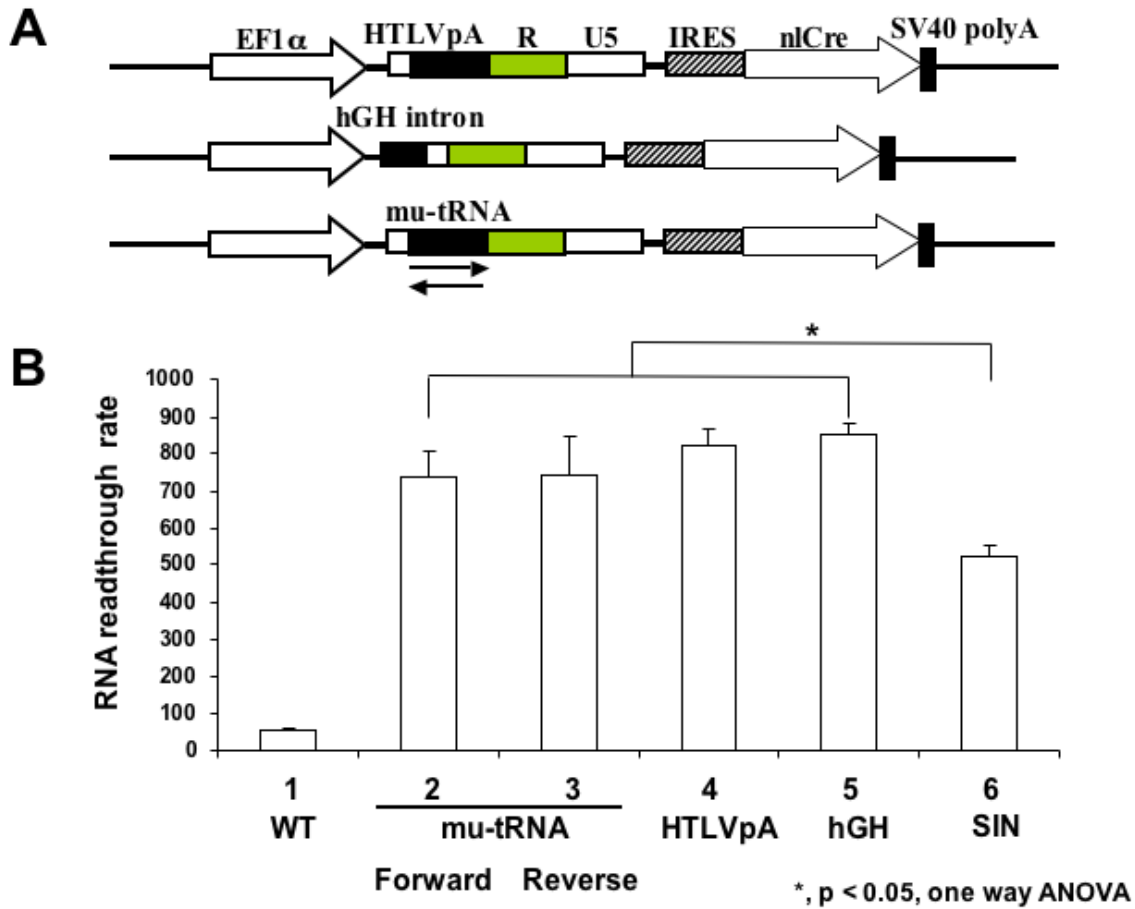 A
EF1α HTLVpA R U5 IRES nlCre SV40 polyA
hGH intron
mu-tRNA
B
*
RNA readthrough rate
1000
900
800
700
600
500
400
300
200
100
0
1 2 3 4 5 6
WT mu-tRNA HTLVpA hGH SIN
Forward Reverse
*, p < 0.05, one way ANOVA